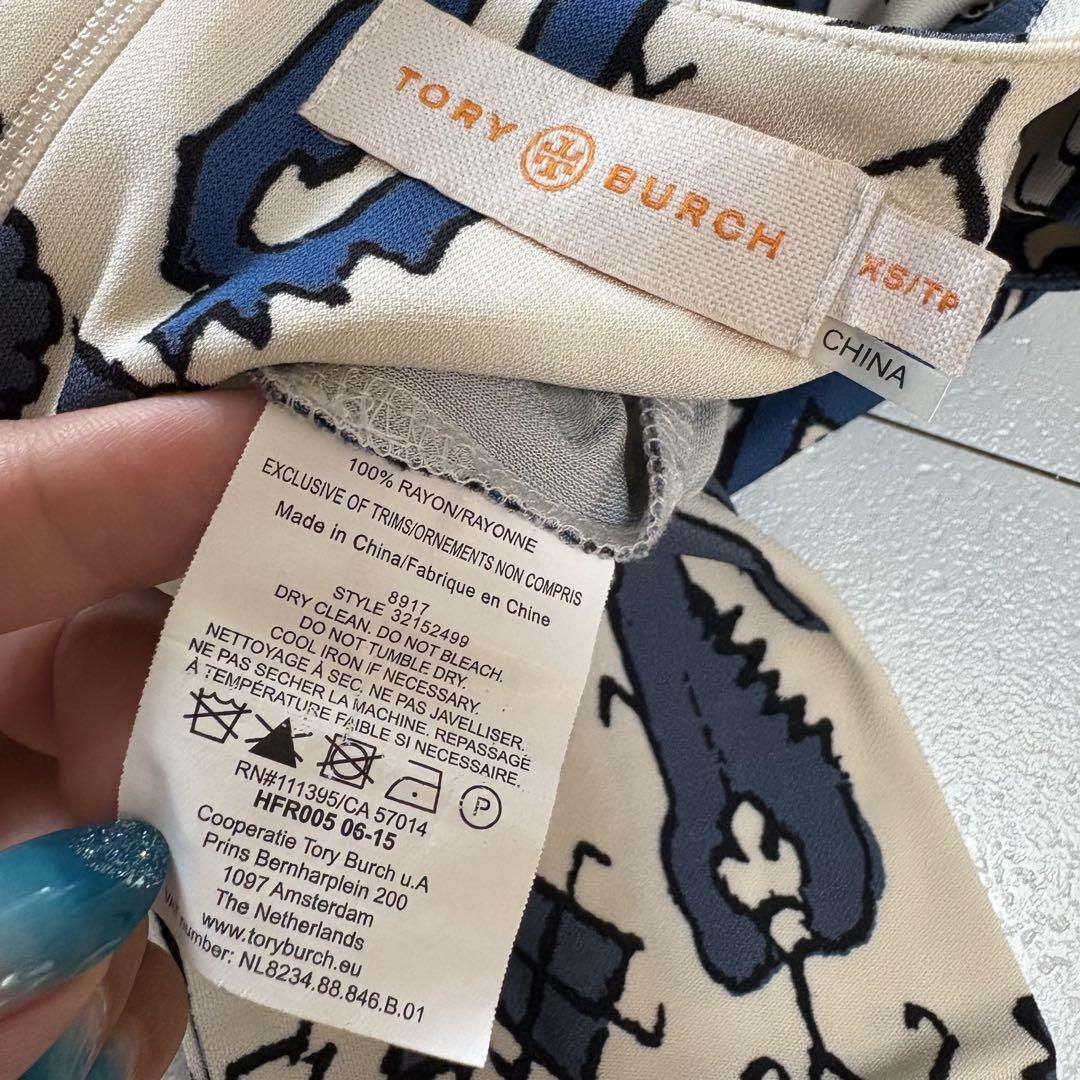 TORY BURCH
XS/TP
CHINA
100% RAYON/RAYONNE
EXCLUSIVE OF TRIMS/ORNEMENTS NON COMPRIS
Made in China/Fabrique en Chine
8917
STYLE 32152499
DRY CLEAN. DO NOT BLEACH.
DO NOT TUMBLE DRY.
COOL IRON IF NECESSARY.
NETTOYAGE À SEC, NE PAS JAVELLISER.
NE PAS SECHER LA MACHINE. REPASSAGÉ
À TEMPÉRATURE FAIBLE SI NECESSAIRE.
P
RN#111395/CA 57014
HFR005 06-15
Cooperatie Tory Burch u.A
Prins Bernharplein 200
1097 Amsterdam
The Netherlands
www.toryburch.eu
number: NL8234.88.846.B.01